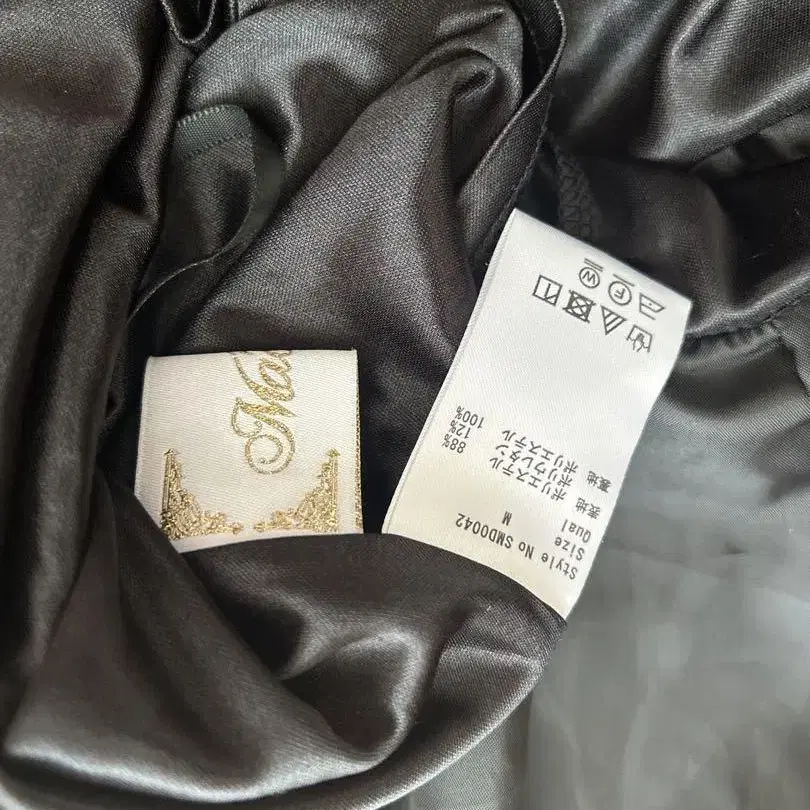 Style No SMD0042
Size M
Qual 表地 ポリエステル 88%
ポリウレタン 12%
裏地 ポリエステル 100%
W
F